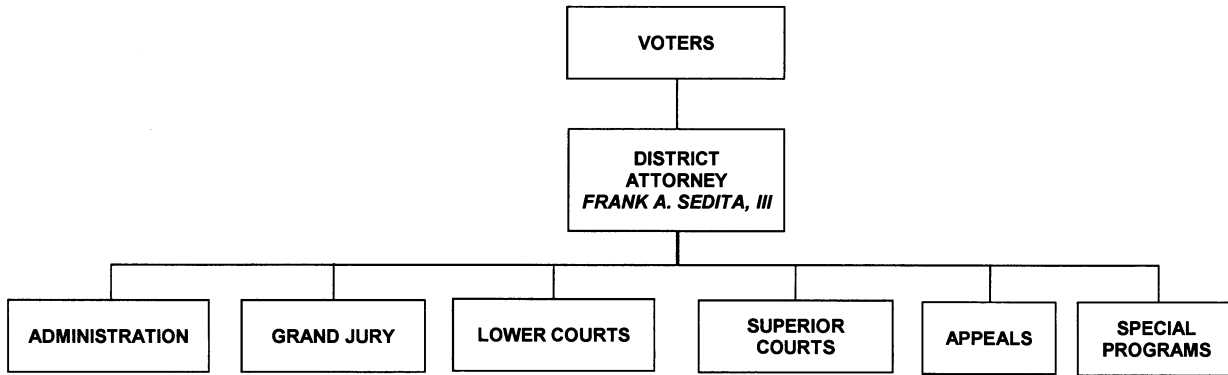 VOTERS
DISTRICT
ATTORNEY
FRANK A. SEDITA, III
ADMINISTRATION
GRAND JURY
LOWER COURTS
SUPERIOR
COURTS
APPEALS
SPECIAL
PROGRAMS